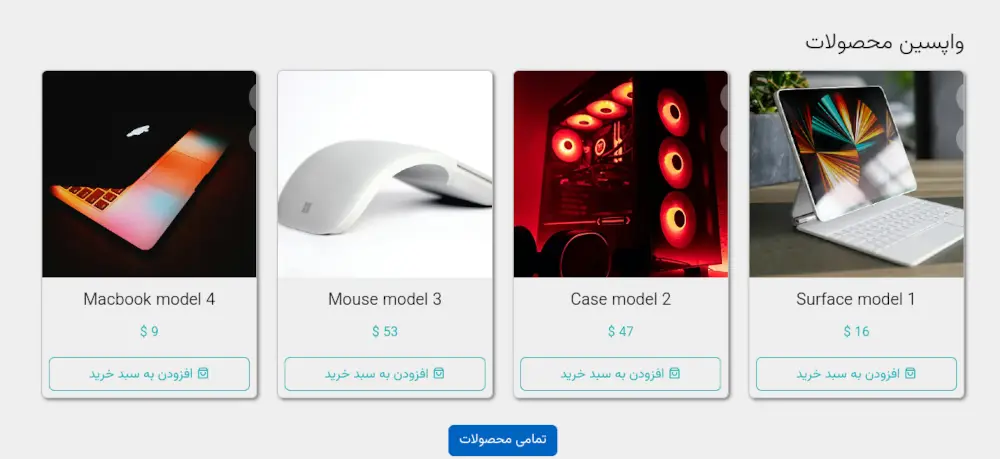 واپسین محصولات
Surface model 1
$ 16
افزودن به سبد خرید
Case model 2
$ 47
افزودن به سبد خرید
Mouse model 3
$ 53
افزودن به سبد خرید
Macbook model 4
$ 9
افزودن به سبد خرید
تمامی محصولات